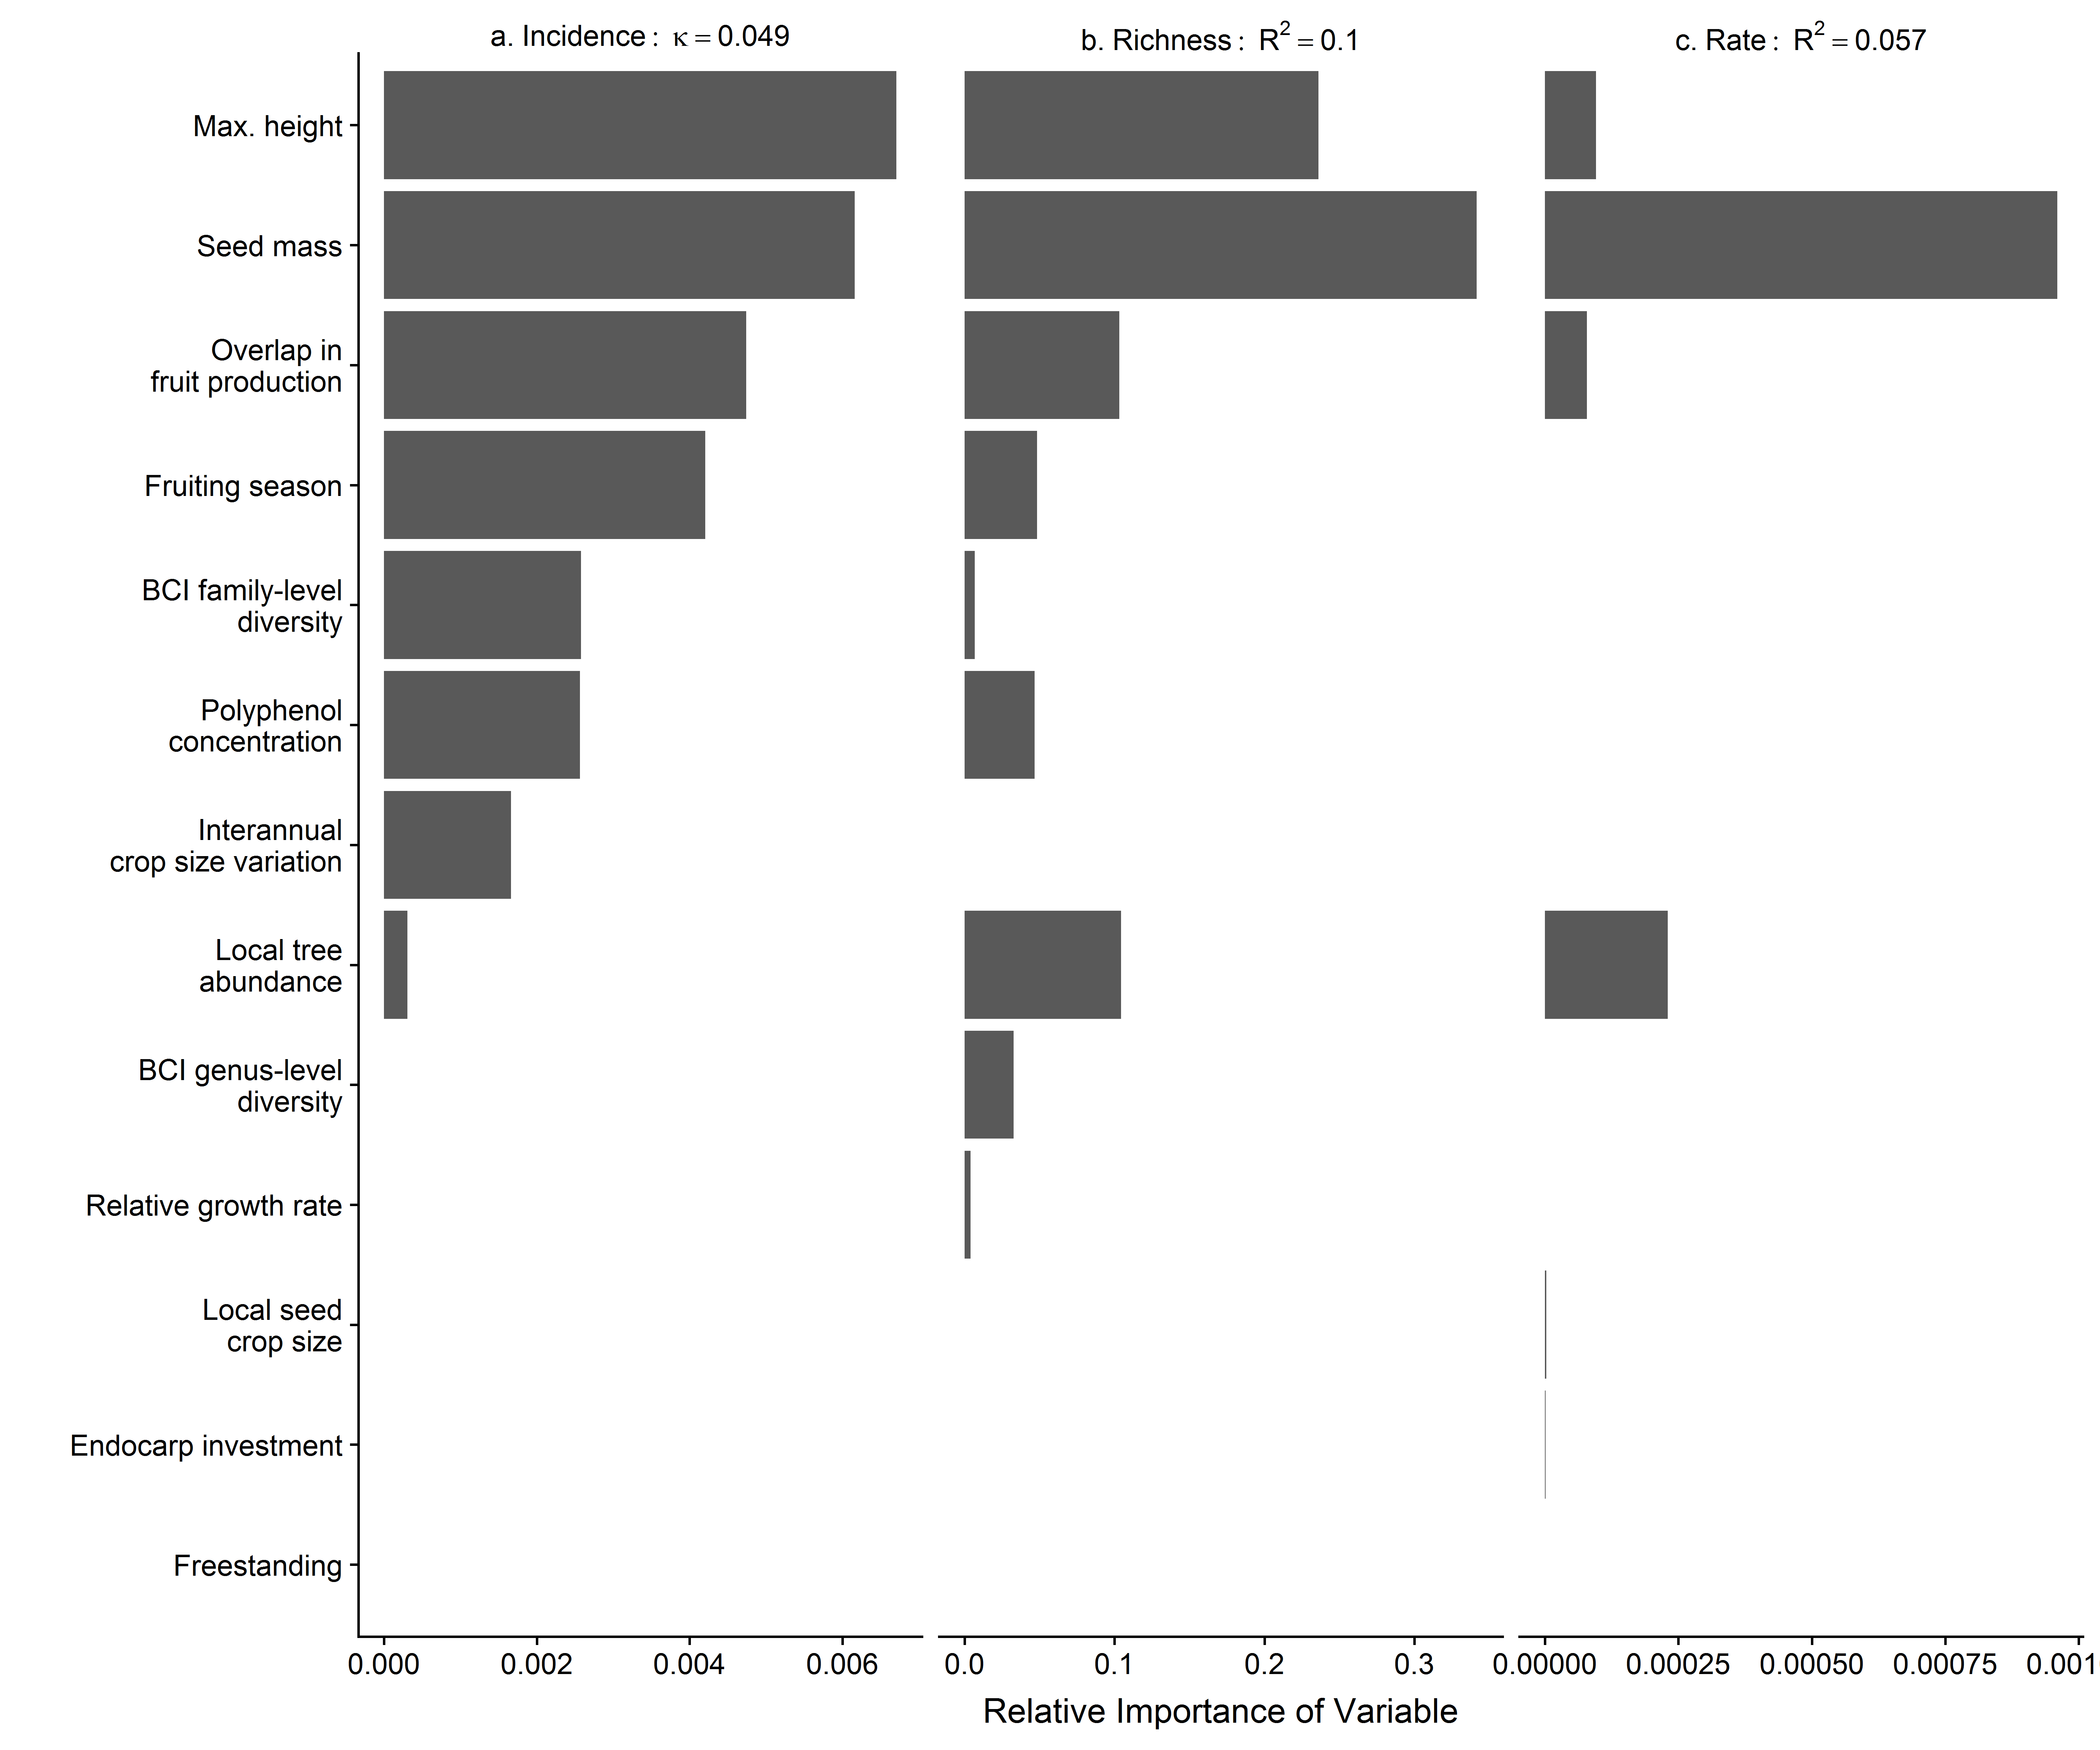 a. Incidence: κ = 0.049
b. Richness: R² = 0.1
c. Rate: R² = 0.057
Max. height
Seed mass
Overlap in
fruit production
Fruiting season
BCI family-level
diversity
Polyphenol
concentration
Interannual
crop size variation
Local tree
abundance
BCI genus-level
diversity
Relative growth rate
Local seed
crop size
Endocarp investment
Freestanding
0.000 0.002 0.004 0.006
0.0 0.1 0.2 0.3
0.00000 0.00025 0.00050 0.00075 0.001
Relative Importance of Variable